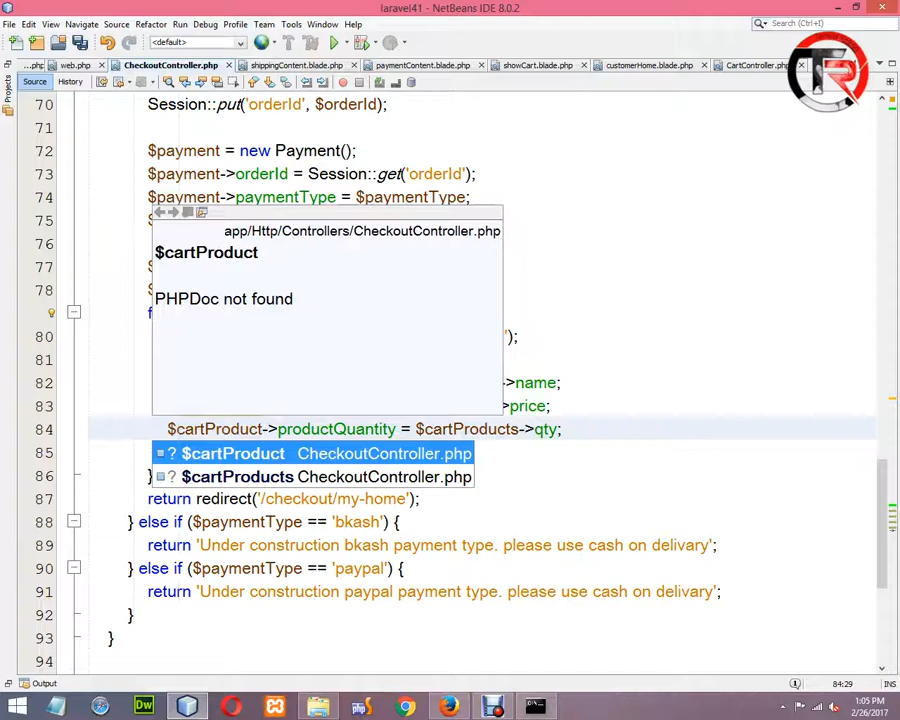 laravel41 - NetBeans IDE 8.0.2
File Edit View Navigate Source Refactor Run Debug Profile Team Tools Window Help
<default>
Search (Ctrl+I)
...php web.php CheckoutController.php shippingContent.blade.php paymentContent.blade.php showCart.blade.php customerHome.blade.php CartController.php
Source History
Projects
70 Session::put('orderId', $orderId);
71
72 $payment = new Payment();
73 $payment->orderId = Session::get('orderId');
74 $payment->paymentType = $paymentType;
75 $
app/Http/Controllers/CheckoutController.php
76
$cartProduct
77 $
78 $
PHPDoc not found
f
80 ');
81
82 ->name;
83 ->price;
84 $cartProduct->productQuantity = $cartProducts->qty;
85 ? $cartProduct CheckoutController.php
86 } ? $cartProducts CheckoutController.php
87 return redirect('/checkout/my-home');
88 } else if ($paymentType == 'bkash') {
89 return 'Under construction bkash payment type. please use cash on delivary';
90 } else if ($paymentType == 'paypal') {
91 return 'Under construction paypal payment type. please use cash on delivary';
92 }
93 }
94
Output
84:29 INS
1:05 PM
2/26/2017